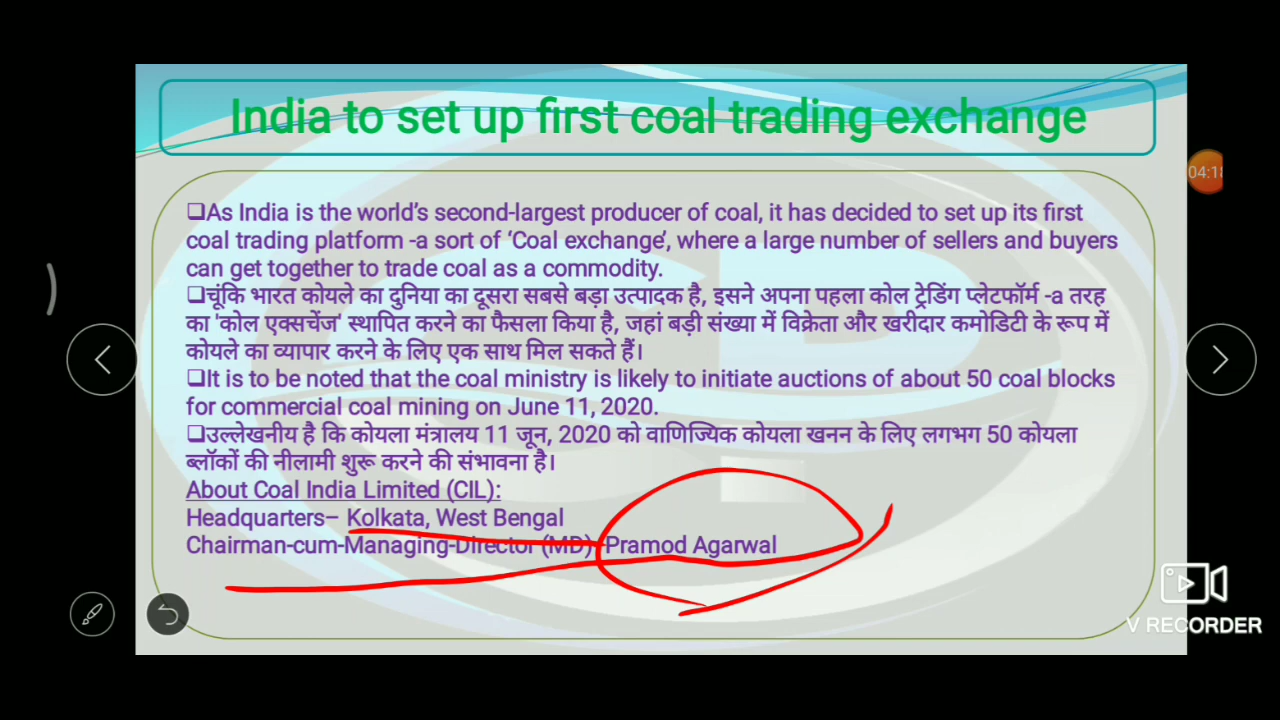 India to set up first coal trading exchange
❑As India is the world's second-largest producer of coal, it has decided to set up its first
coal trading platform -a sort of 'Coal exchange', where a large number of sellers and buyers
can get together to trade coal as a commodity.
❑चूंकि भारत कोयले का दुनिया का दूसरा सबसे बड़ा उत्पादक है, इसने अपना पहला कोल ट्रेडिंग प्लेटफॉर्म -a तरह
का 'कोल एक्सचेंज' स्थापित करने का फैसला किया है, जहां बड़ी संख्या में विक्रेता और खरीदार कमोडिटी के रूप में
कोयले का व्यापार करने के लिए एक साथ मिल सकते हैं।
❑It is to be noted that the coal ministry is likely to initiate auctions of about 50 coal blocks
for commercial coal mining on June 11, 2020.
❑उल्लेखनीय है कि कोयला मंत्रालय 11 जून, 2020 को वाणिज्यिक कोयला खनन के लिए लगभग 50 कोयला
ब्लॉकों की नीलामी शुरू करने की संभावना है।
About Coal India Limited (CIL):
Headquarters– Kolkata, West Bengal
Chairman-cum-Managing-Director (MD)–Pramod Agarwal
04:18
V RECORDER